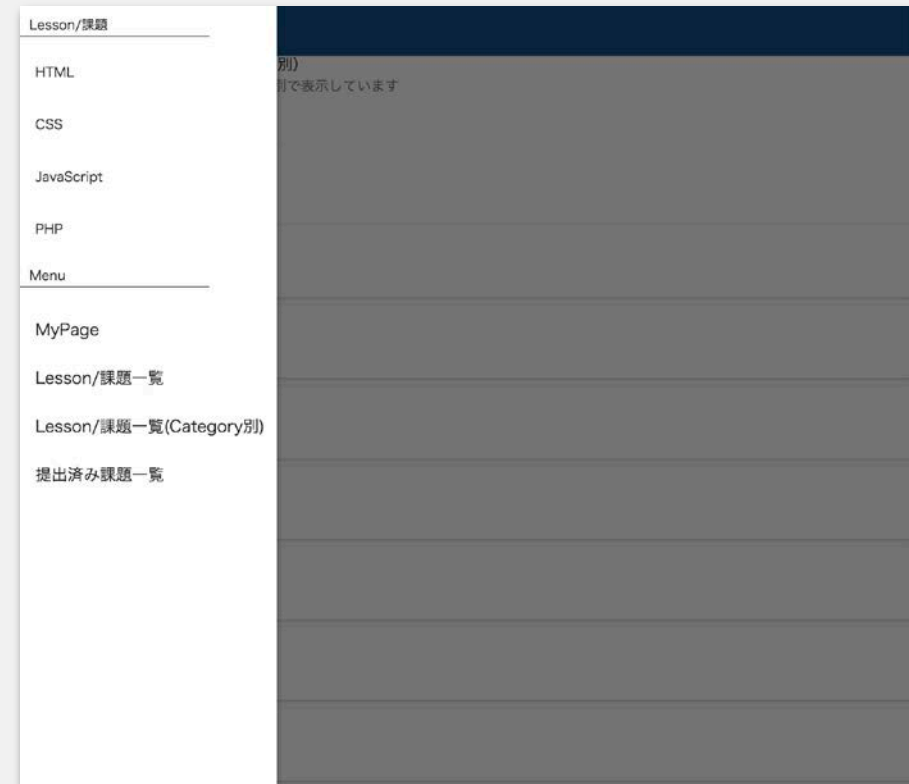 Lesson/課題
HTML
CSS
JavaScript
PHP
Menu
MyPage
Lesson/課題一覧
Lesson/課題一覧(Category別)
提出済み課題一覧
別)
別で表示しています